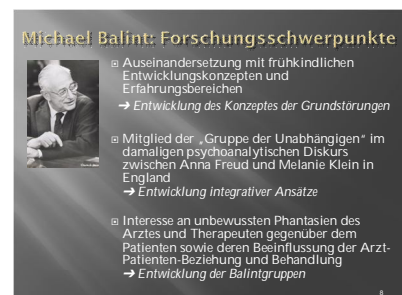 Michael Balint: Forschungsschwerpunkte
Auseinandersetzung mit frühkindlichen
Entwicklungskonzepten und
Erfahrungsbereichen
➔ Entwicklung des Konzeptes der Grundstörungen
Mitglied der „Gruppe der Unabhängigen“ im
damaligen psychoanalytischen Diskurs
zwischen Anna Freud und Melanie Klein in
England
➔ Entwicklung integrativer Ansätze
Interesse an unbewussten Phantasien des
Arztes und Therapeuten gegenüber dem
Patienten sowie deren Beeinflussung der Arzt-
Patienten-Beziehung und Behandlung
➔ Entwicklung der Balintgruppen
8